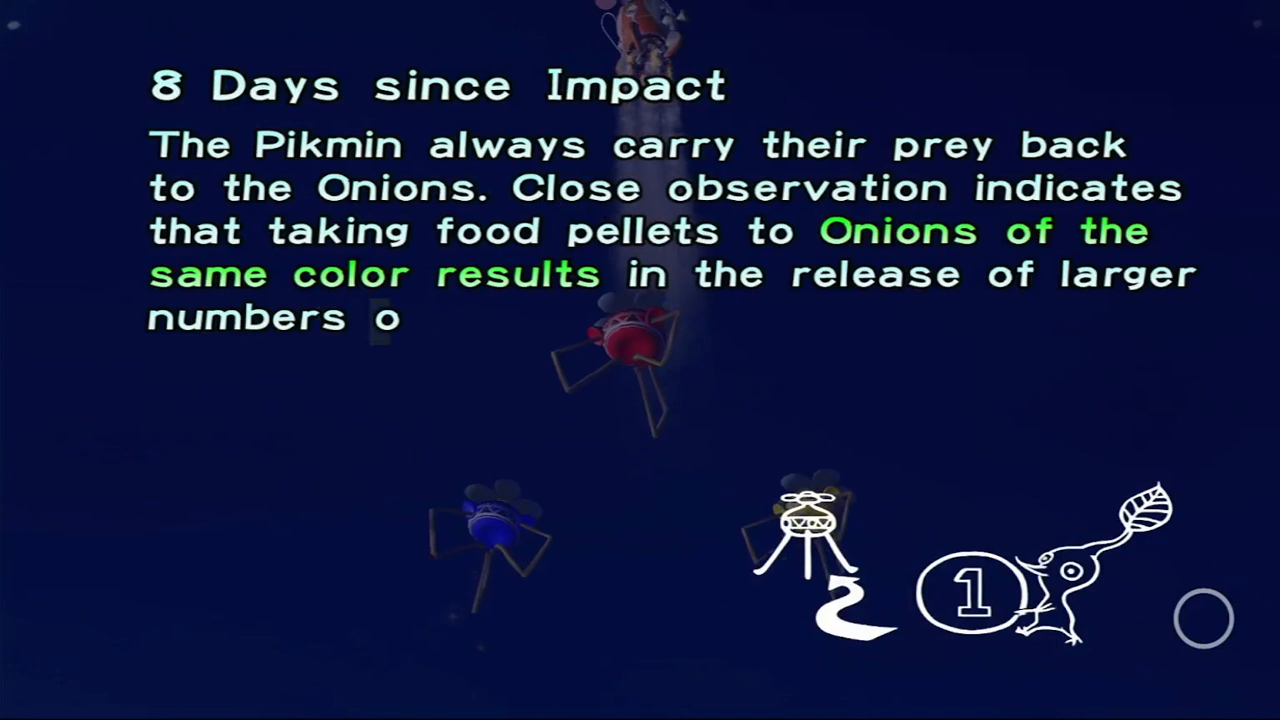 8 Days since Impact
The Pikmin always carry their prey back
to the Onions. Close observation indicates
that taking food pellets to Onions of the
same color results in the release of larger
numbers o
1